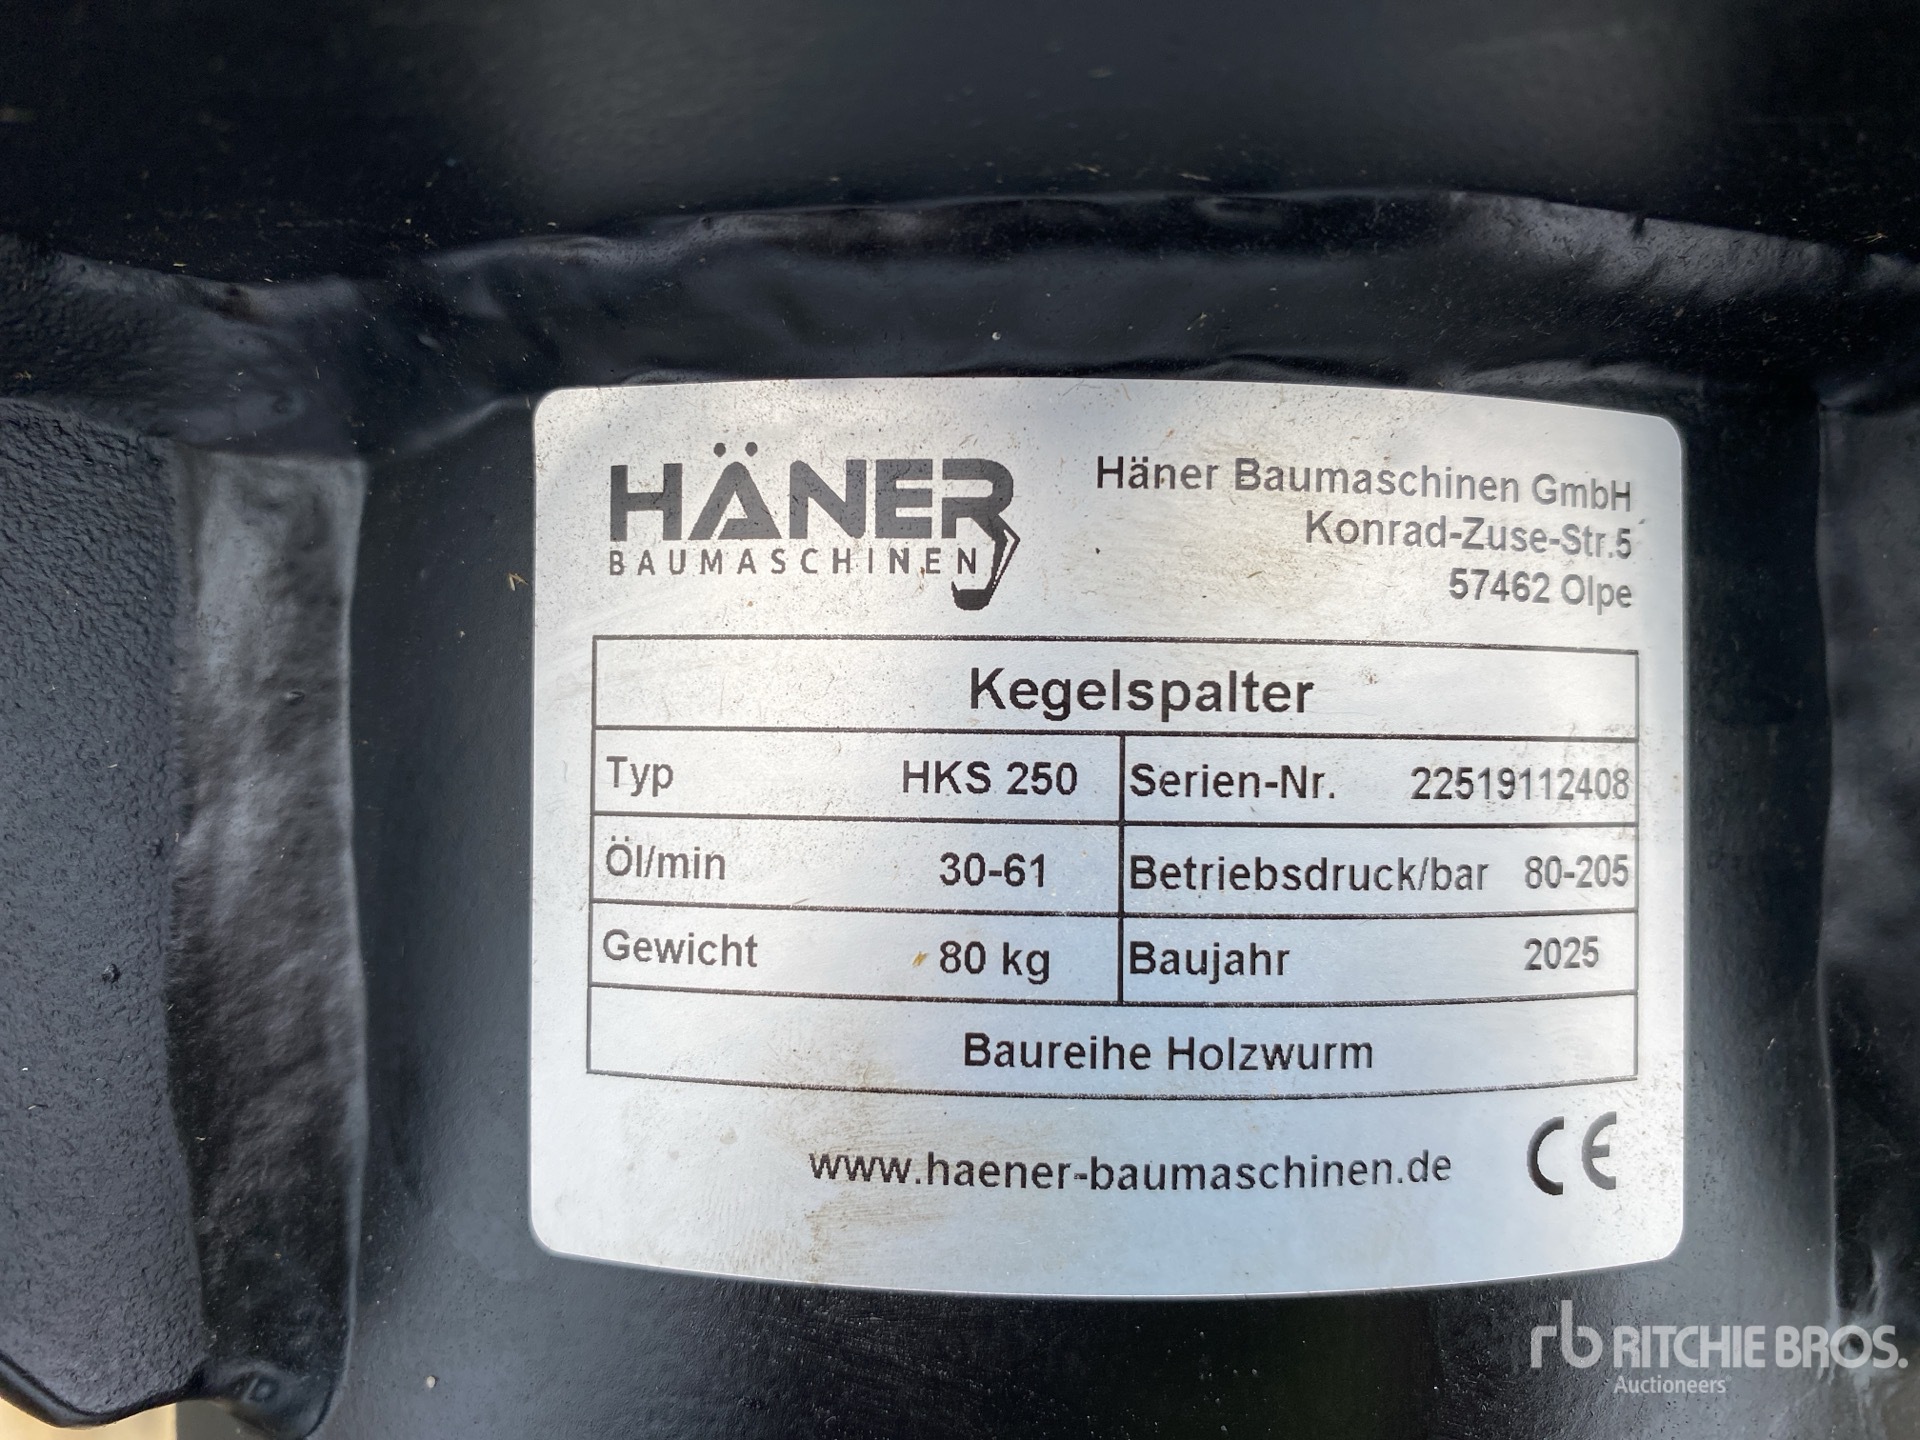 HÄNER
BAUMASCHINEN
Häner Baumaschinen GmbH
Konrad-Zuse-Str.5
57462 Olpe
Kegelspalter
Typ HKS 250 Serien-Nr. 22519112408
Öl/min 30-61 Betriebsdruck/bar 80-205
Gewicht 80 kg Baujahr 2025
Baureihe Holzwurm
www.haener-baumaschinen.de CE
rb RITCHIE BROS.
Auctioneers